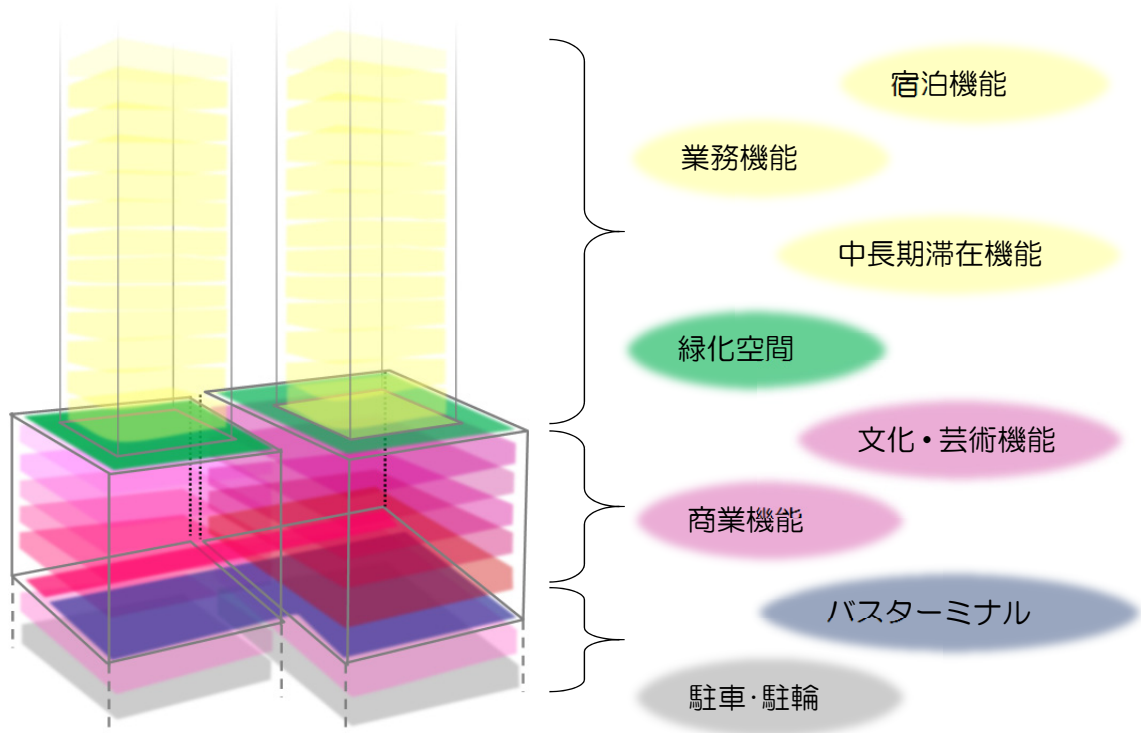 宿泊機能
業務機能
中長期滞在機能
緑化空間
文化・芸術機能
商業機能
バスターミナル
駐車・駐輪